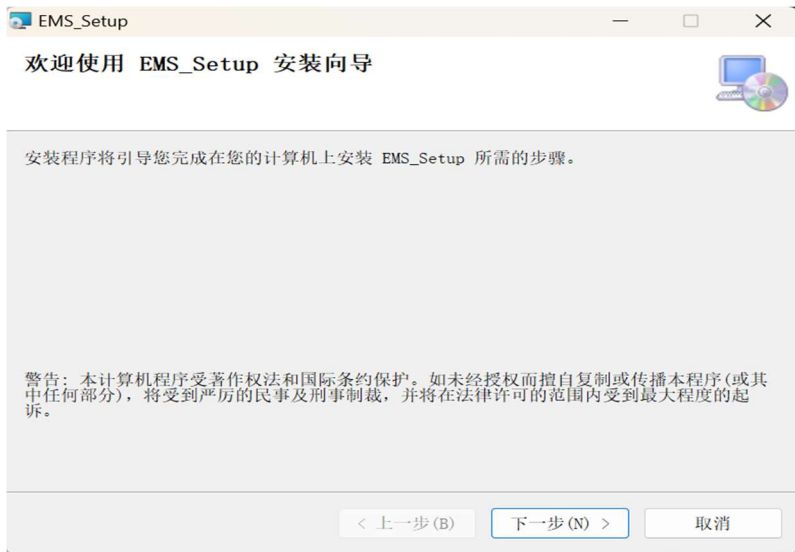 EMS_Setup
欢迎使用 EMS_Setup 安装向导
安装程序将引导您完成在您的计算机上安装 EMS_Setup 所需的步骤。
警告: 本计算机程序受著作权法和国际条约保护。如未经授权而擅自复制或传播本程序(或其
中任何部分), 将受到严厉的民事及刑事制裁, 并将在法律许可的范围内受到最大程度的起
诉。
< 上一步(B)
下一步(N) >
取消